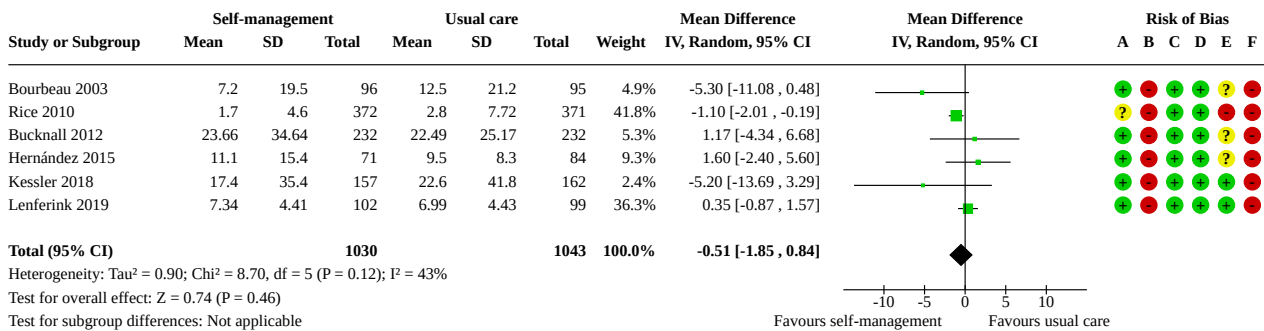 Self-management Usual care Mean Difference Mean Difference Risk of Bias
Study or Subgroup Mean SD Total Mean SD Total Weight IV, Random, 95% CI IV, Random, 95% CI A B C D E F
Bourbeau 2003 7.2 19.5 96 12.5 21.2 95 4.9% -5.30 [-11.08 , 0.48] + - + + ? -
Rice 2010 1.7 4.6 372 2.8 7.72 371 41.8% -1.10 [-2.01 , -0.19] ? - + + - -
Bucknall 2012 23.66 34.64 232 22.49 25.17 232 5.3% 1.17 [-4.34 , 6.68] + - + + ? -
Hernández 2015 11.1 15.4 71 9.5 8.3 84 9.3% 1.60 [-2.40 , 5.60] + - + + ? -
Kessler 2018 17.4 35.4 157 22.6 41.8 162 2.4% -5.20 [-13.69 , 3.29] + - + + + -
Lenferink 2019 7.34 4.41 102 6.99 4.43 99 36.3% 0.35 [-0.87 , 1.57] + - + + + -
Total (95% CI) 1030 1043 100.0% -0.51 [-1.85 , 0.84]
Heterogeneity: Tau² = 0.90; Chi² = 8.70, df = 5 (P = 0.12); I² = 43%
Test for overall effect: Z = 0.74 (P = 0.46)
-10 -5 0 5 10
Test for subgroup differences: Not applicable
Favours self-management Favours usual care